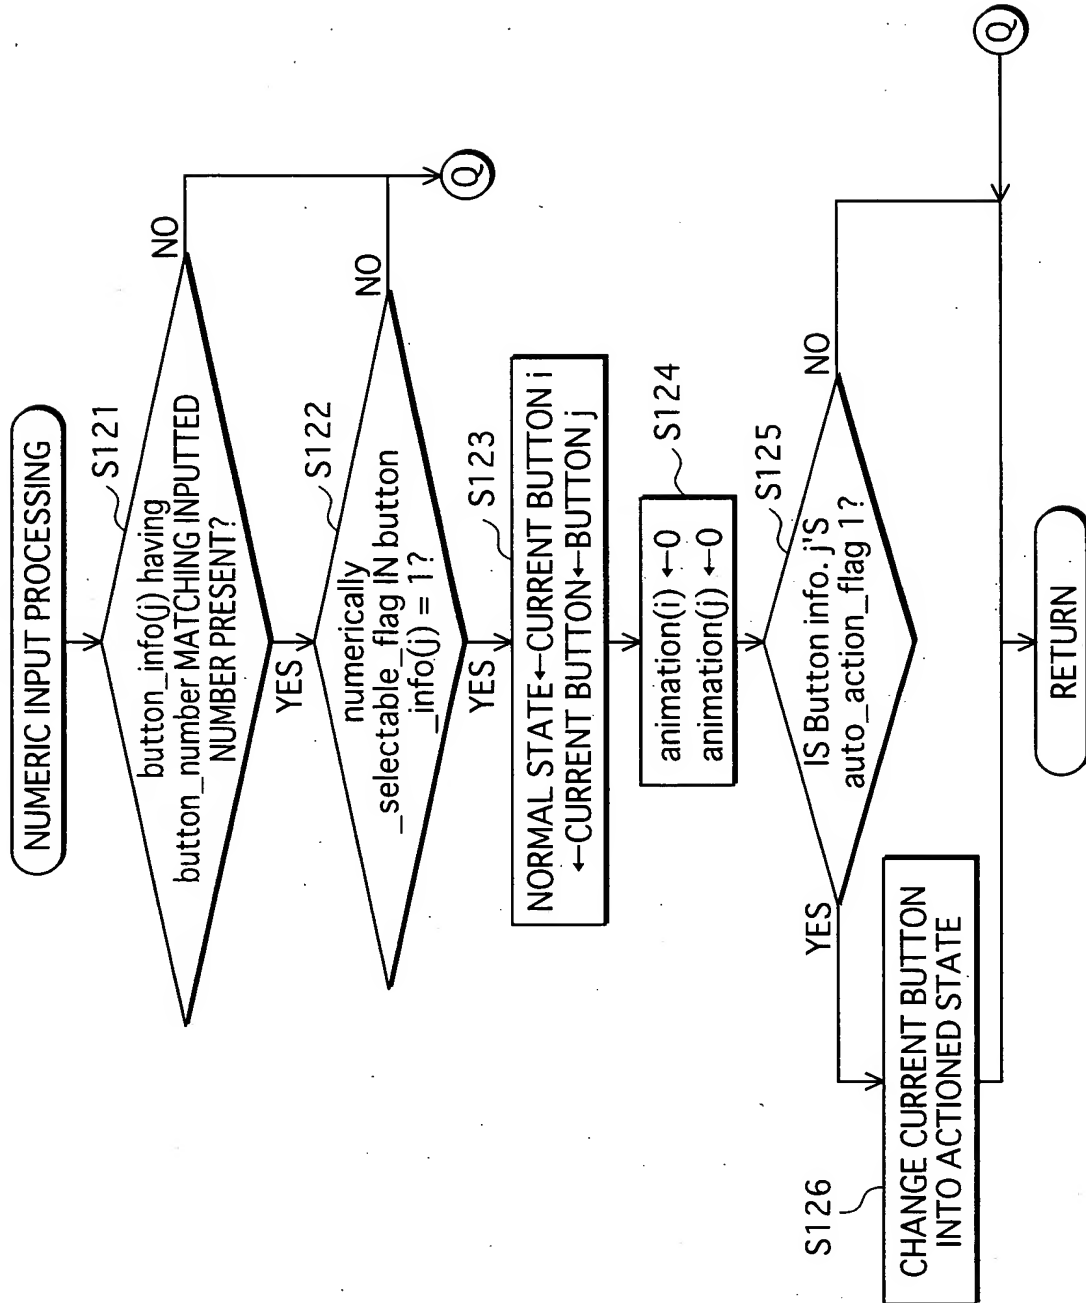 NUMERIC INPUT PROCESSING
S121
button_info(j) having
button_number MATCHING INPUTTED
NUMBER PRESENT?
NO
YES
S122
numerically
_selectable_flag IN button
_info(j) = 1?
NO
Q
YES
S123
NORMAL STATE←CURRENT BUTTON i
←CURRENT BUTTON←BUTTON j
S124
animation(i) ←0
animation(j) ←0
S125
IS Button info. j'S
auto_action_flag 1?
YES
NO
S126
CHANGE CURRENT BUTTON
INTO ACTIONED STATE
Q
RETURN